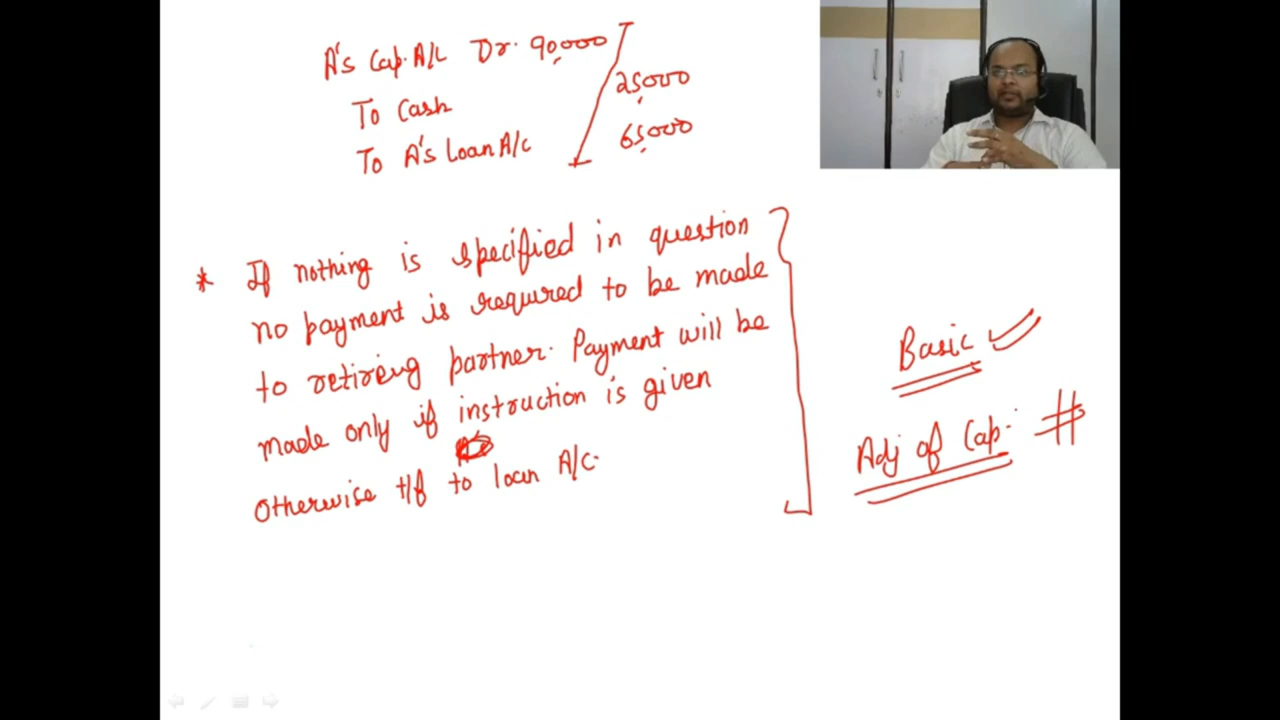 A's Cap. A/c Dr. 90,000
To Cash 25,000
To A's Loan A/c 65,000
* If nothing is specified in question
no payment is required to be made
to retiring partner. Payment will be
made only if instruction is given
otherwise t/f to loan A/c.
Basic
Adj of Cap. #